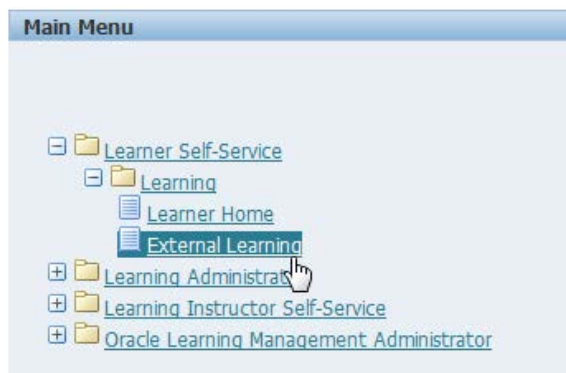 Main Menu
Learner Self-Service
Learning
Learner Home
External Learning
Learning Administrat
Learning Instructor Self-Service
Oracle Learning Management Administrator